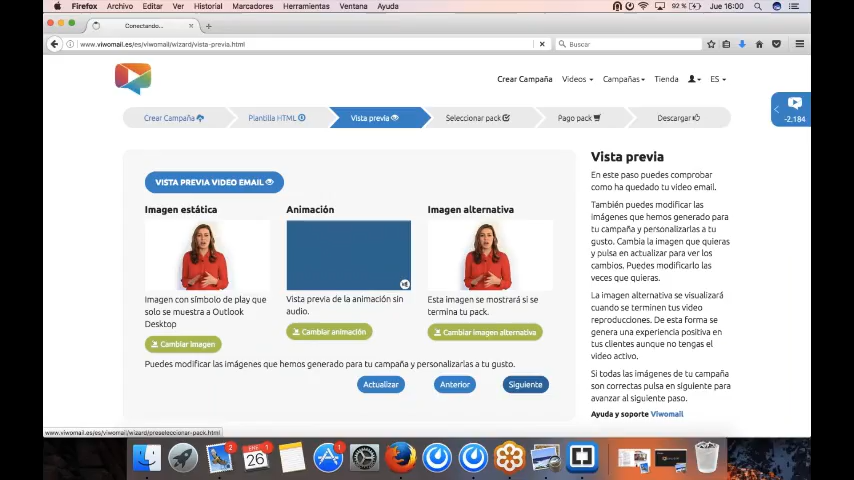 Firefox Archivo Editar Ver Historial Marcadores Herramientas Ventana Ayuda 92 % Jue 16:00
Conectando...
www.viwomail.es/es/viwomail/wizard/vista-previa.html
Buscar
Crear Campaña Videos Campañas Tienda ES
Crear Campaña Plantilla HTML Vista previa Seleccionar pack Pago pack Descargar
-2.184
VISTA PREVIA VIDEO EMAIL
Imagen estática
Imagen con símbolo de play que
solo se muestra a Outlook
Desktop
Cambiar imagen
Animación
Vista previa de la animación sin
audio.
Cambiar animación
Imagen alternativa
Esta imagen se mostrará si se
termina tu pack.
Cambiar imagen alternativa
Puedes modificar las imágenes que hemos generado para tu campaña y personalizarlas a tu gusto.
Actualizar Anterior Siguiente
Vista previa
En este paso puedes comprobar
como ha quedado tu video email.
También puedes modificar las
imágenes que hemos generado para
tu campaña y personalizarlas a tu
gusto. Cambia la imagen que quieras
y pulsa en actualizar para ver los
cambios. Puedes modificarlo las
veces que quieras.
La imagen alternativa se visualizará
cuando se terminen tus video
reproducciones. De esta forma se
genera una experiencia positiva en
tus clientes aunque no tengas el
video activo.
Si todas las imágenes de tu campaña
son correctas pulsa en siguiente para
avanzar al siguiente paso.
Ayuda y soporte Viwomail
www.viwomail.es/es/viwomail/wizard/preseleccionar-pack.html
2
ENE
26
1
1